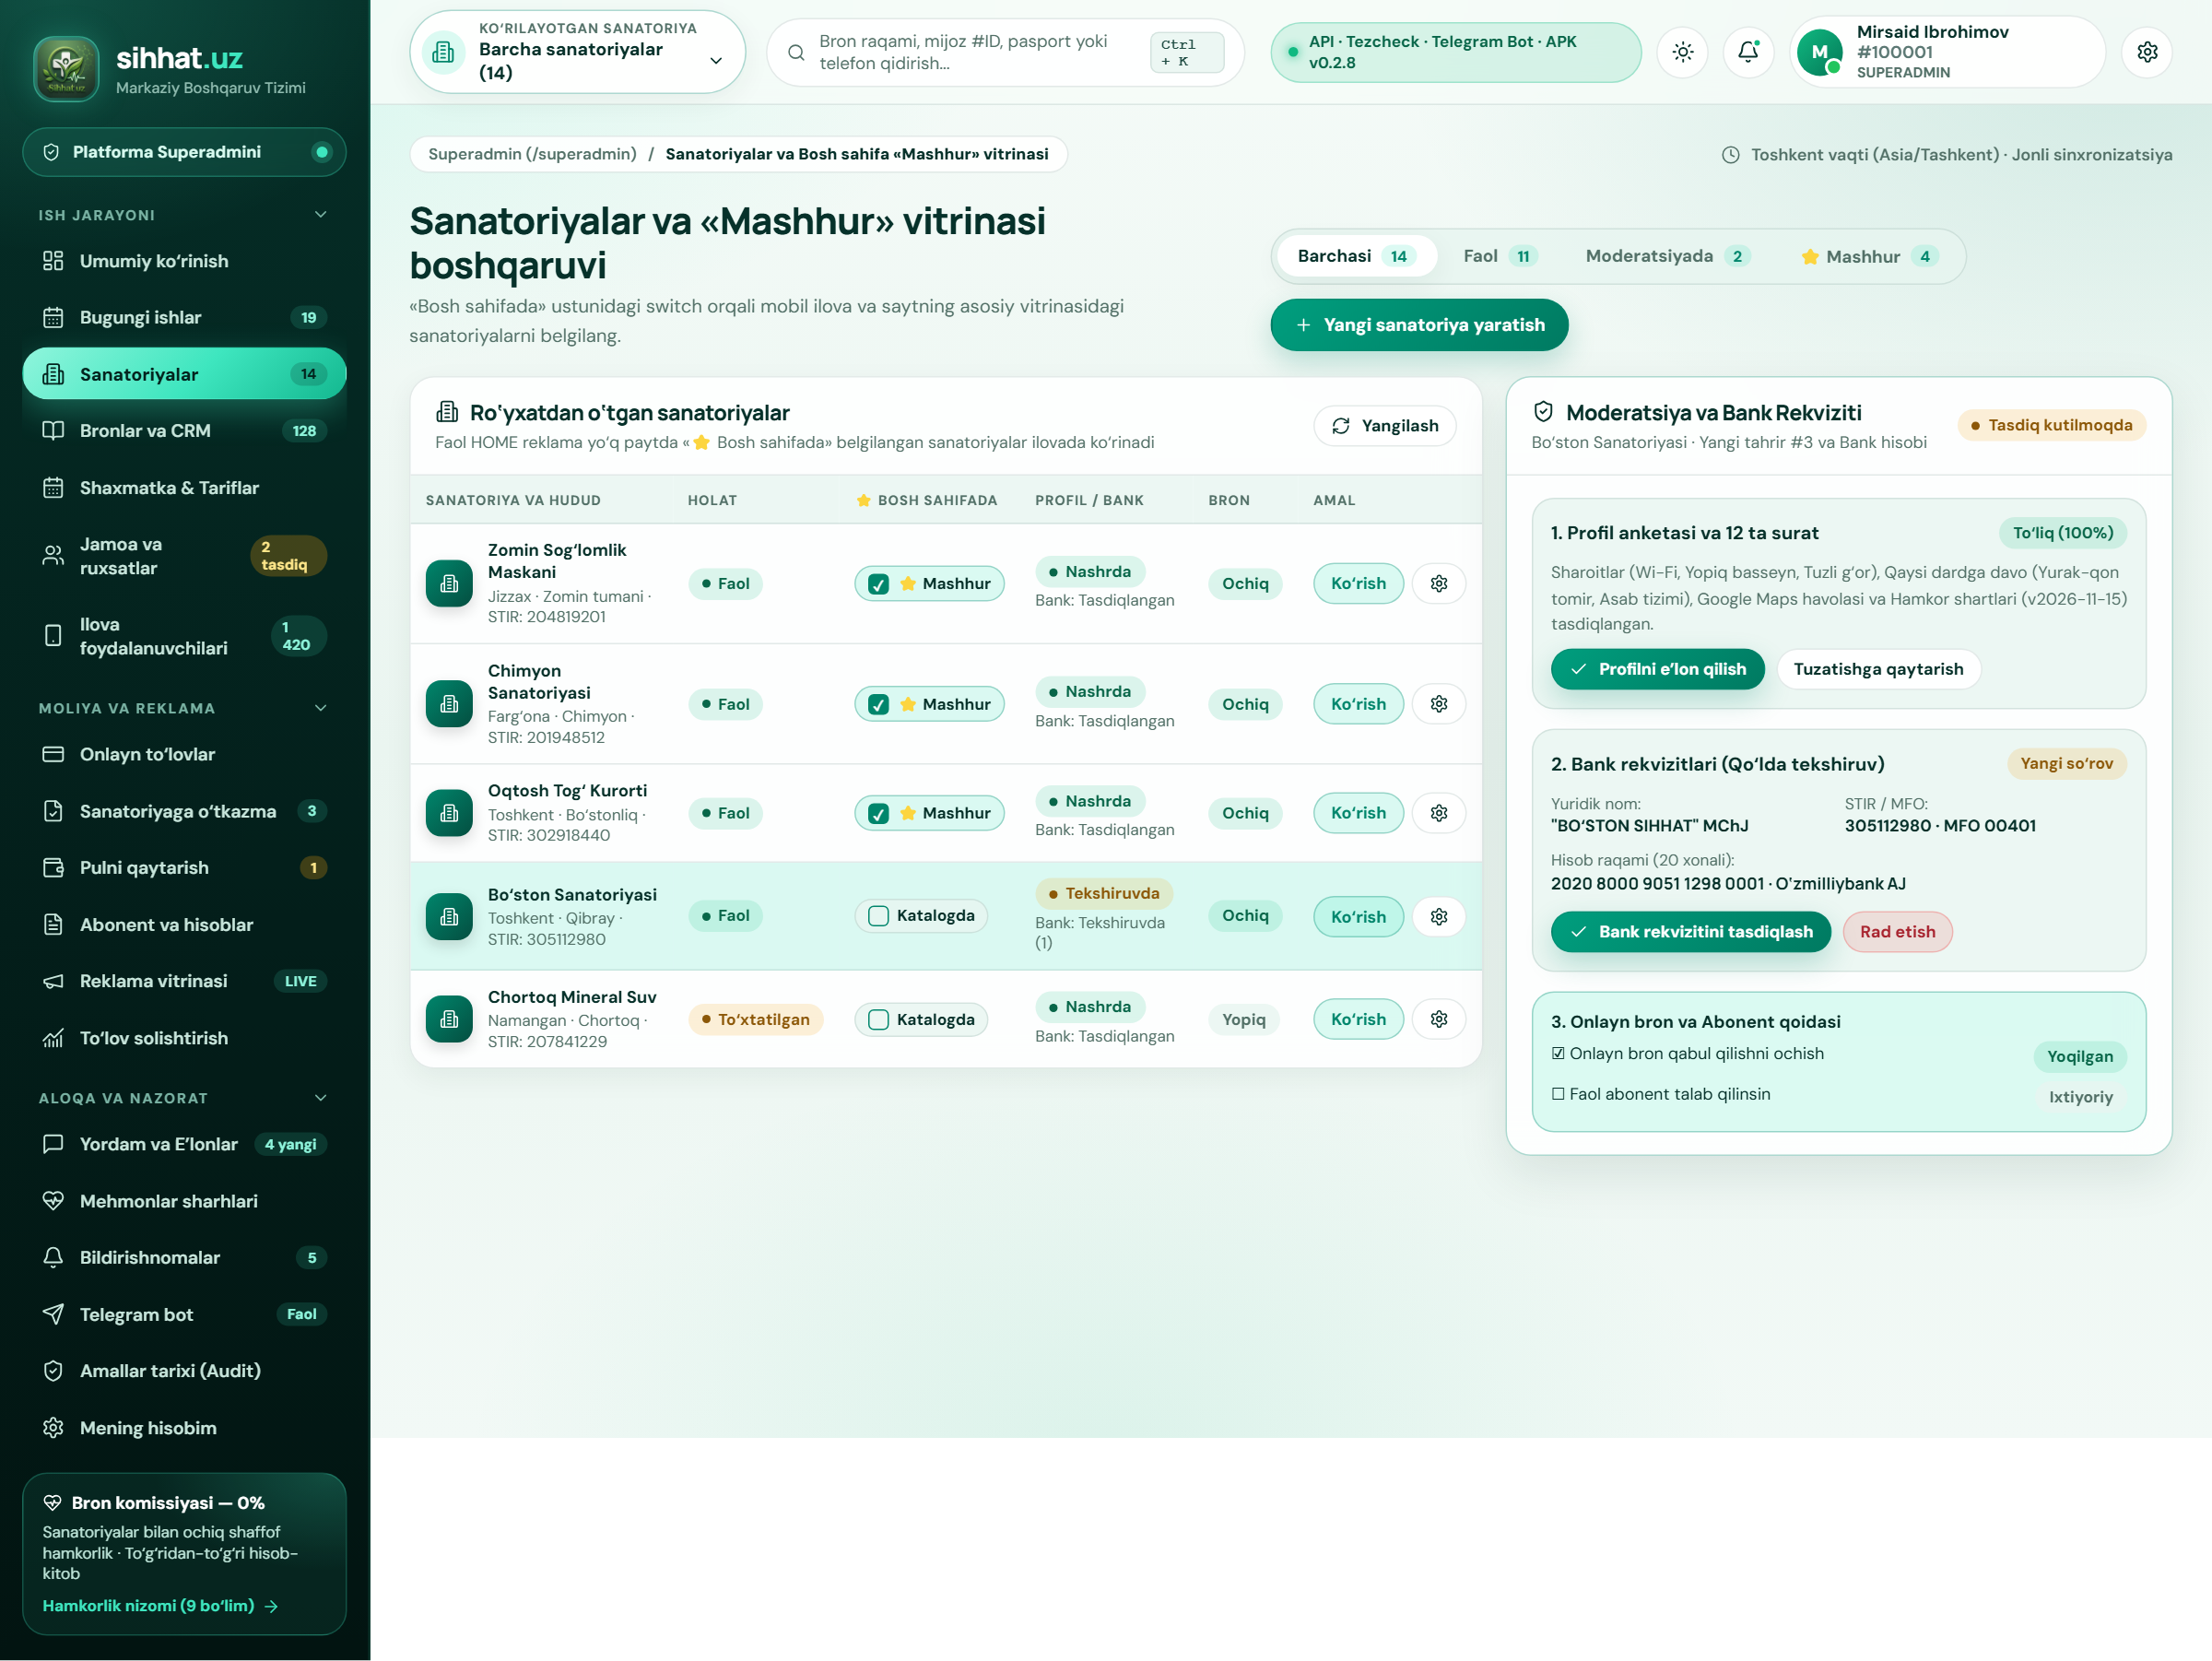 sihhat.uz
Markaziy Boshqaruv Tizimi
Platforma Superadmini
ISH JARAYONI
Umumiy ko‘rinish
Bugungi ishlar 19
Sanatoriyalar 14
Bronlar va CRM 128
Shaxmatka & Tariflar
Jamoa va
ruxsatlar
2
tasdiq
Ilova
foydalanuvchilari
1
420
MOLIYA VA REKLAMA
Onlayn to‘lovlar
Sanatoriyaga o‘tkazma 3
Pulni qaytarish 1
Abonent va hisoblar
Reklama vitrinasi LIVE
To‘lov solishtirish
ALOQA VA NAZORAT
Yordam va E’lonlar 4 yangi
Mehmonlar sharhlari
Bildirishnomalar 5
Telegram bot Faol
Amallar tarixi (Audit)
Mening hisobim
Bron komissiyasi — 0%
Sanatoriyalar bilan ochiq shaffof
hamkorlik · To‘g‘ridan-to‘g‘ri hisob-
kitob
Hamkorlik nizomi (9 bo‘lim) →
KO‘RILAYOTGAN SANATORIYA
Barcha sanatoriyalar
(14)
Bron raqami, mijoz #ID, pasport yoki
telefon qidirish...
Ctrl
+ K
API · Tezcheck · Telegram Bot · APK
v0.2.8
M
Mirsaid Ibrohimov
#100001
SUPERADMIN
Superadmin (/superadmin) / Sanatoriyalar va Bosh sahifa «Mashhur» vitrinasi
Toshkent vaqti (Asia/Tashkent) · Jonli sinxronizatsiya
Sanatoriyalar va «Mashhur» vitrinasi
boshqaruvi
«Bosh sahifada» ustunidagi switch orqali mobil ilova va saytning asosiy vitrinasidagi
sanatoriyalarni belgilang.
Barchasi 14 Faol 11 Moderatsiyada 2 ⭐ Mashhur 4
+ Yangi sanatoriya yaratish
Ro‘yxatdan o‘tgan sanatoriyalar
Faol HOME reklama yo‘q paytda «⭐ Bosh sahifada» belgilangan sanatoriyalar ilovada ko‘rinadi
Yangilash
SANATORIYA VA HUDUD HOLAT ⭐ BOSH SAHIFADA PROFIL / BANK BRON AMAL
Zomin Sog‘lomlik
Maskani
Jizzax · Zomin tumani ·
STIR: 204819201
Faol
⭐ Mashhur
Nashrda
Bank: Tasdiqlangan
Ochiq
Ko‘rish
Chimyon
Sanatoriyasi
Farg‘ona · Chimyon ·
STIR: 201948512
Faol
⭐ Mashhur
Nashrda
Bank: Tasdiqlangan
Ochiq
Ko‘rish
Oqtosh Tog‘ Kurorti
Toshkent · Bo‘stonliq ·
STIR: 302918440
Faol
⭐ Mashhur
Nashrda
Bank: Tasdiqlangan
Ochiq
Ko‘rish
Bo‘ston Sanatoriyasi
Toshkent · Qibray ·
STIR: 305112980
Faol
Katalogda
Tekshiruvda
Bank: Tekshiruvda
(1)
Ochiq
Ko‘rish
Chortoq Mineral Suv
Namangan · Chortoq ·
STIR: 207841229
To‘xtatilgan
Katalogda
Nashrda
Bank: Tasdiqlangan
Yopiq
Ko‘rish
Moderatsiya va Bank Rekviziti
Bo‘ston Sanatoriyasi · Yangi tahrir #3 va Bank hisobi
Tasdiq kutilmoqda
1. Profil anketasi va 12 ta surat
To‘liq (100%)
Sharoitlar (Wi-Fi, Yopiq basseyn, Tuzli g‘or), Qaysi dardga davo (Yurak-qon
tomir, Asab tizimi), Google Maps havolasi va Hamkor shartlari (v2026-11-15)
tasdiqlangan.
Profilni e’lon qilish
Tuzatishga qaytarish
2. Bank rekvizitlari (Qo‘lda tekshiruv)
Yangi so‘rov
Yuridik nom:
"BO‘STON SIHHAT" MChJ
STIR / MFO:
305112980 · MFO 00401
Hisob raqami (20 xonali):
2020 8000 9051 1298 0001 · O‘zmilliybank AJ
Bank rekvizitini tasdiqlash
Rad etish
3. Onlayn bron va Abonent qoidasi
☑ Onlayn bron qabul qilishni ochish
Yoqilgan
☐ Faol abonent talab qilinsin
Ixtiyoriy